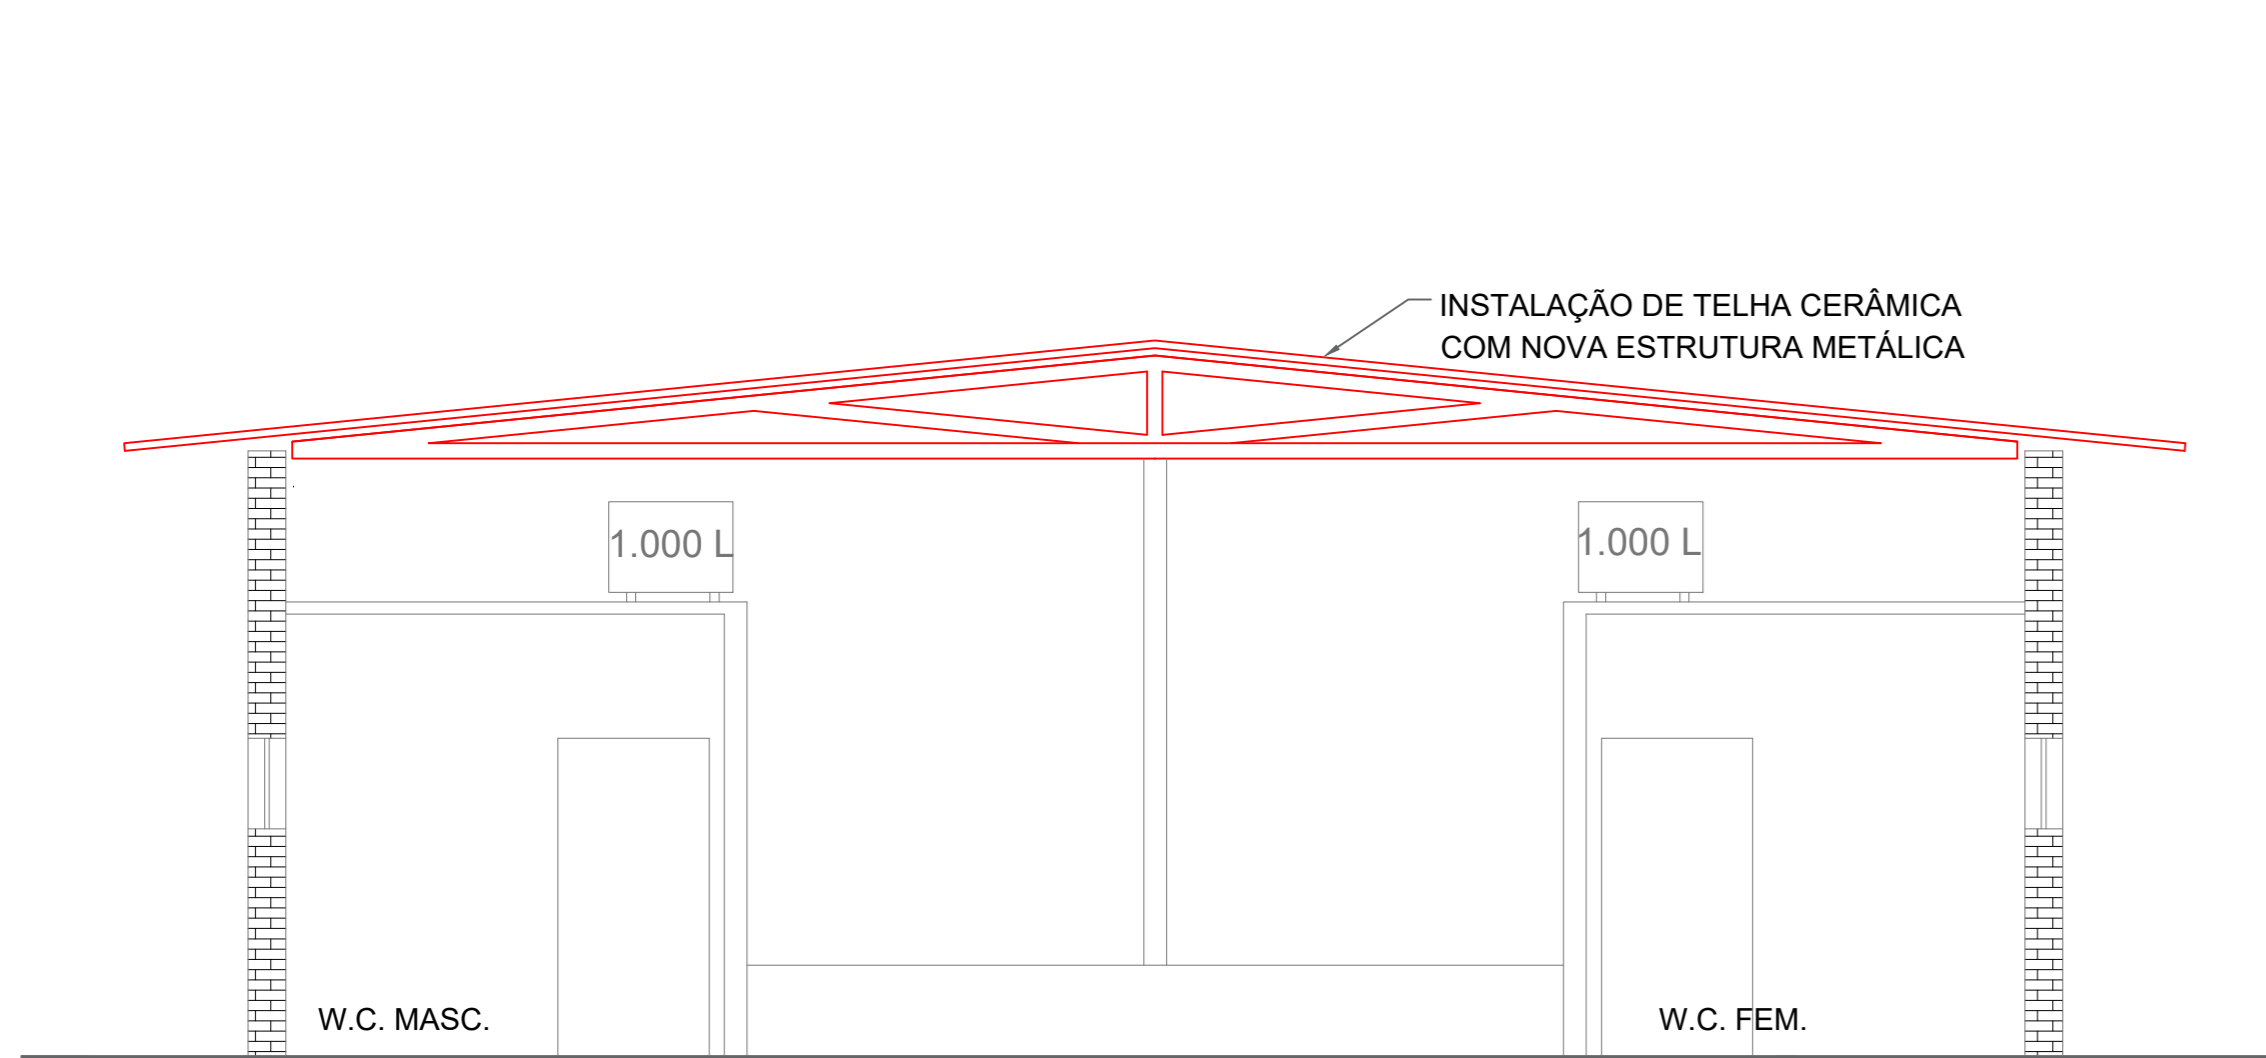 INSTALAÇÃO DE TELHA CERÂMICA
COM NOVA ESTRUTURA METÁLICA
1.000 L
1.000 L
W.C. MASC.
W.C. FEM.